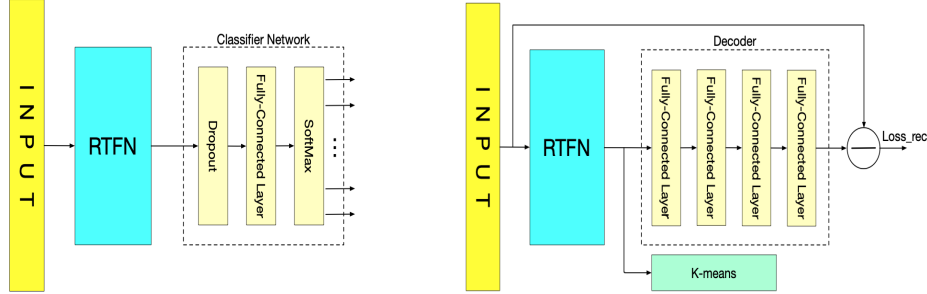 INPUT
RTFN
Classifier Network
Dropout
Fully-Connected Layer
SoftMax
...
INPUT
RTFN
Decoder
Fully-Connected Layer
Fully-Connected Layer
Fully-Connected Layer
Fully-Connected Layer
Loss_rec
K-means